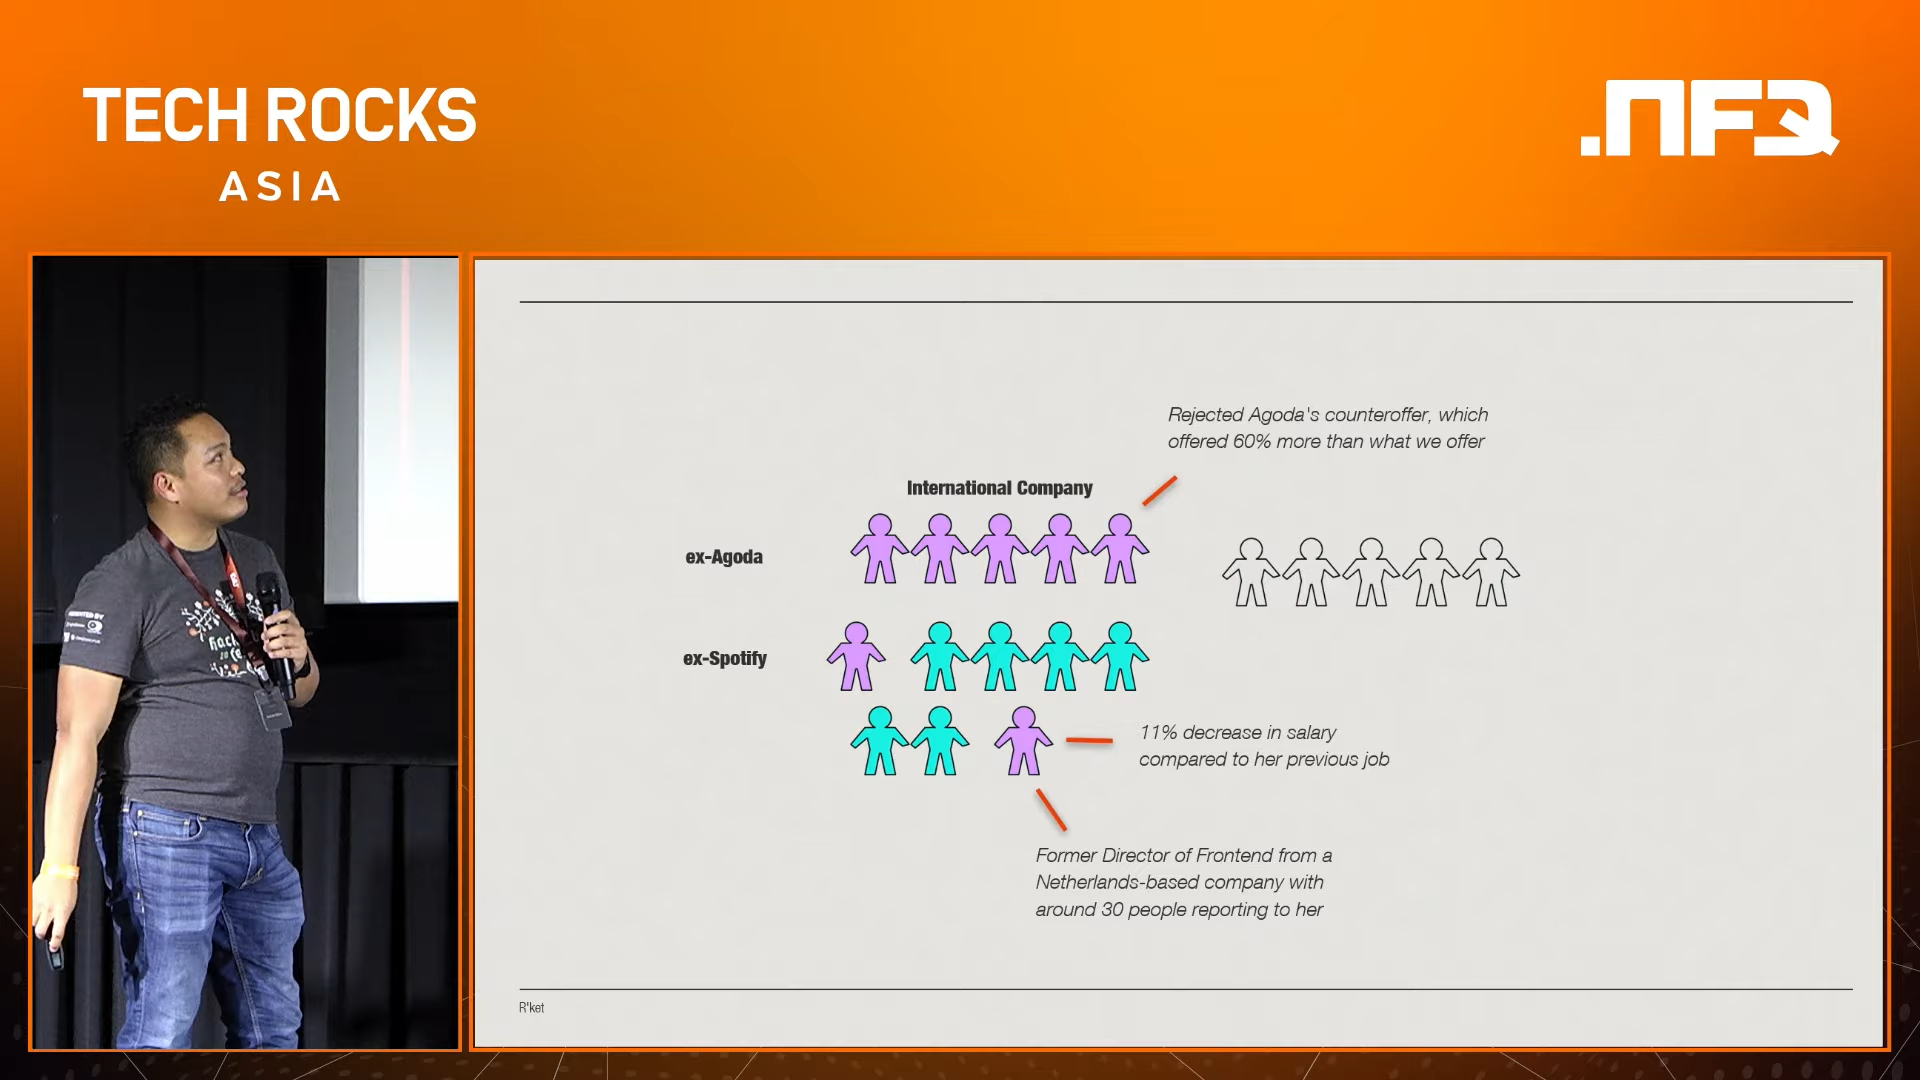 TECH ROCKS
ASIA
.NFQ
Rejected Agoda's counteroffer, which
offered 60% more than what we offer
International Company
ex-Agoda
ex-Spotify
11% decrease in salary
compared to her previous job
Former Director of Frontend from a
Netherlands-based company with
around 30 people reporting to her
R'ket